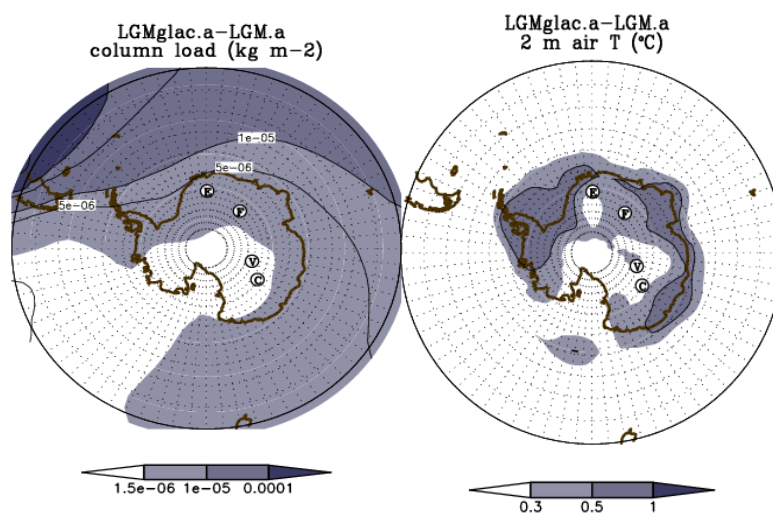 LGMglac.a-LGM.a
column load (kg m-2)
LGMglac.a-LGM.a
2 m air T (°C)
1e-05
5e-06
5e-06
E
F
V
C
E
F
V
C
1.5e-06 1e-05 0.0001
0.3 0.5 1